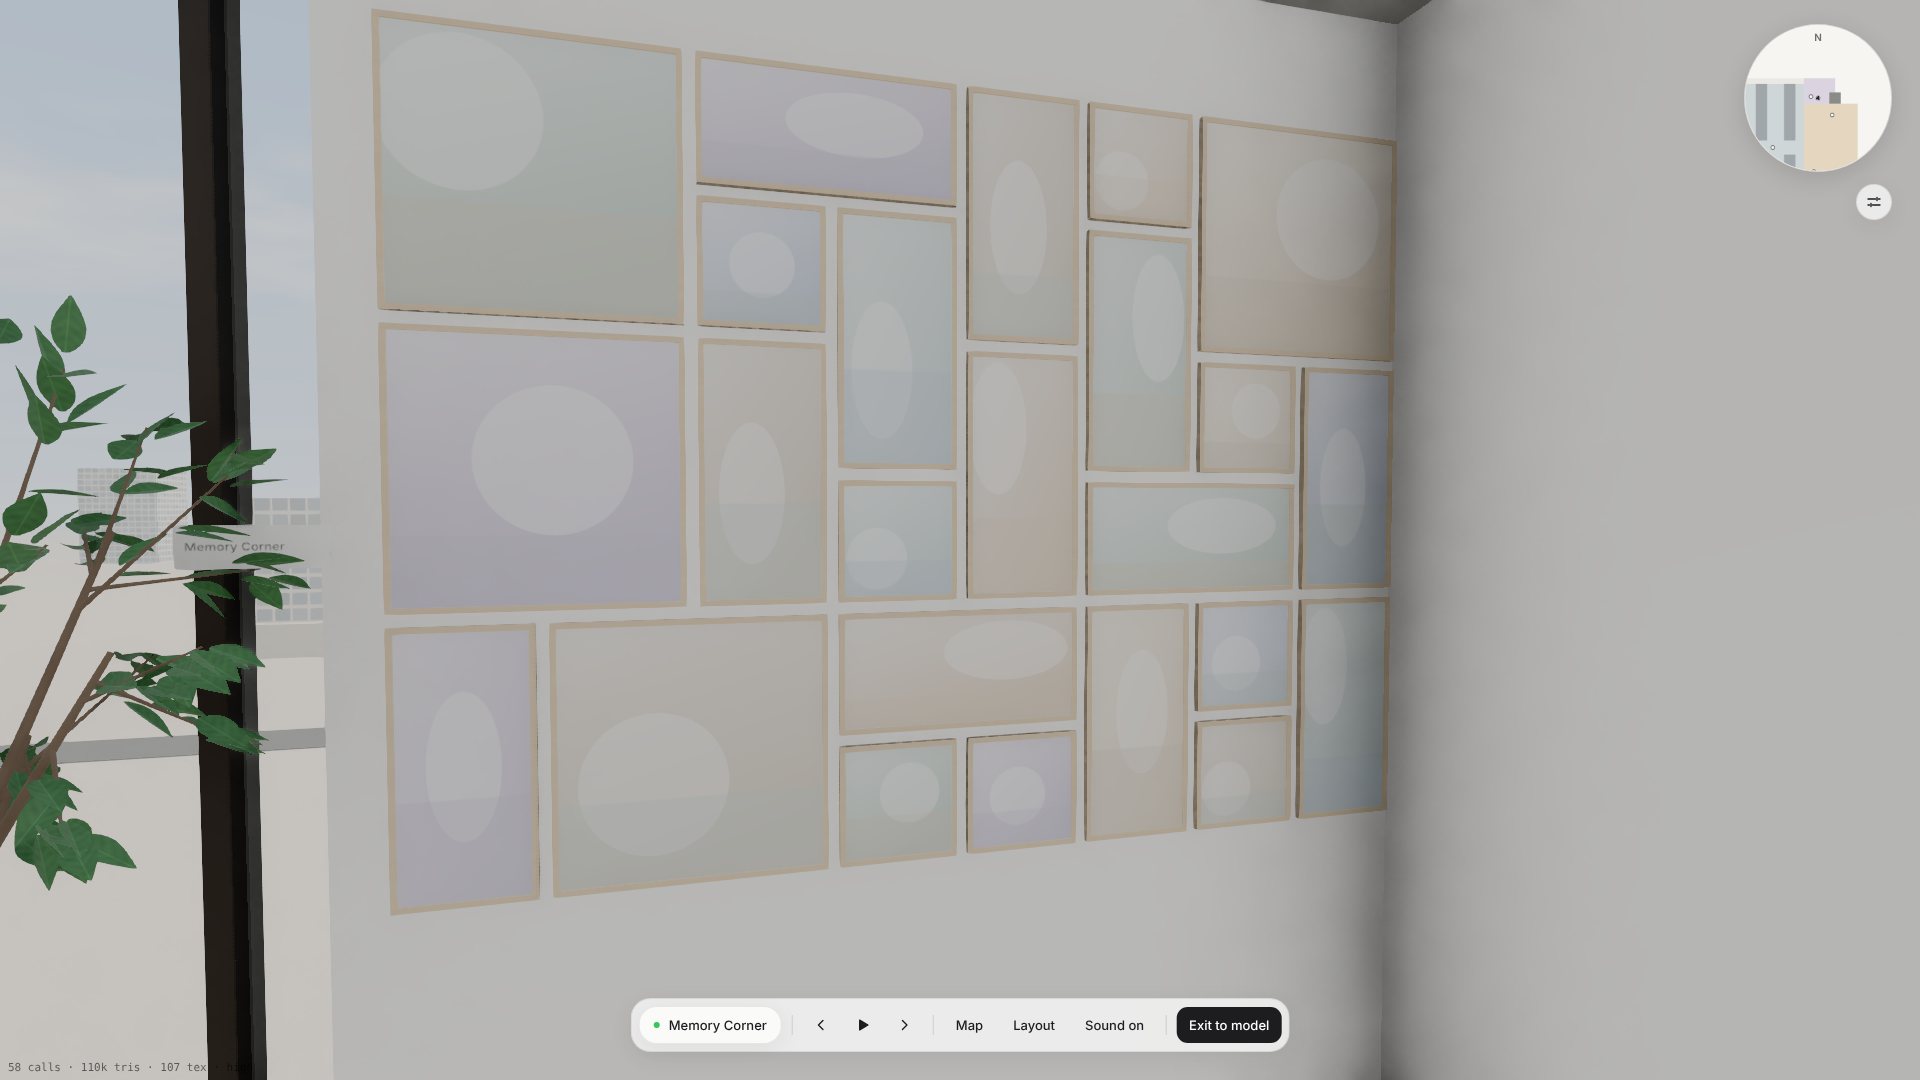 N
Memory Corner
Memory Corner
Map
Layout
Sound on
Exit to model
58 calls · 110k tris · 107 tex ·